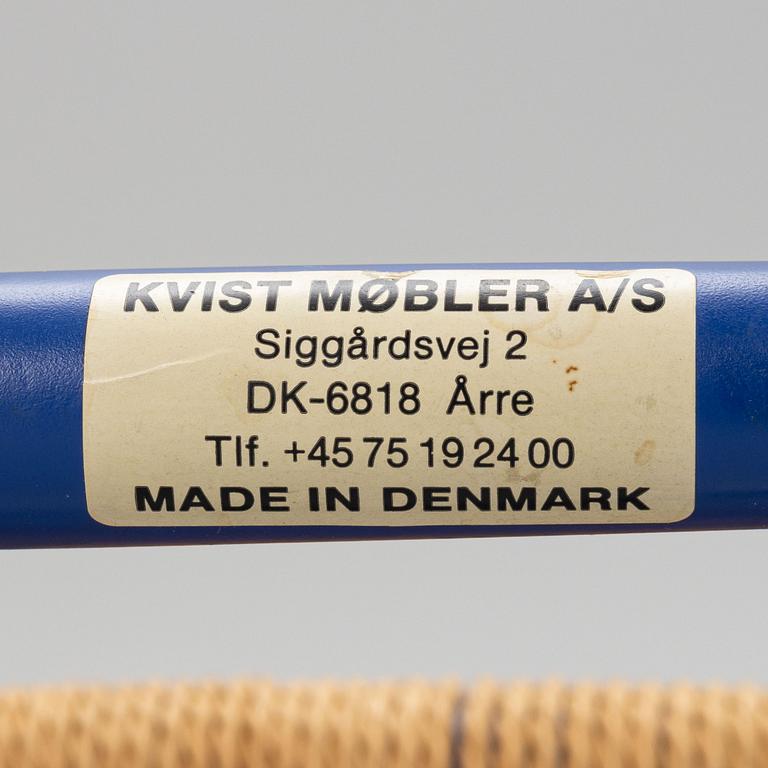 KVIST MØBLER A/S
Siggårdsvej 2
DK-6818 Årre
Tlf. +45 75 19 24 00
MADE IN DENMARK